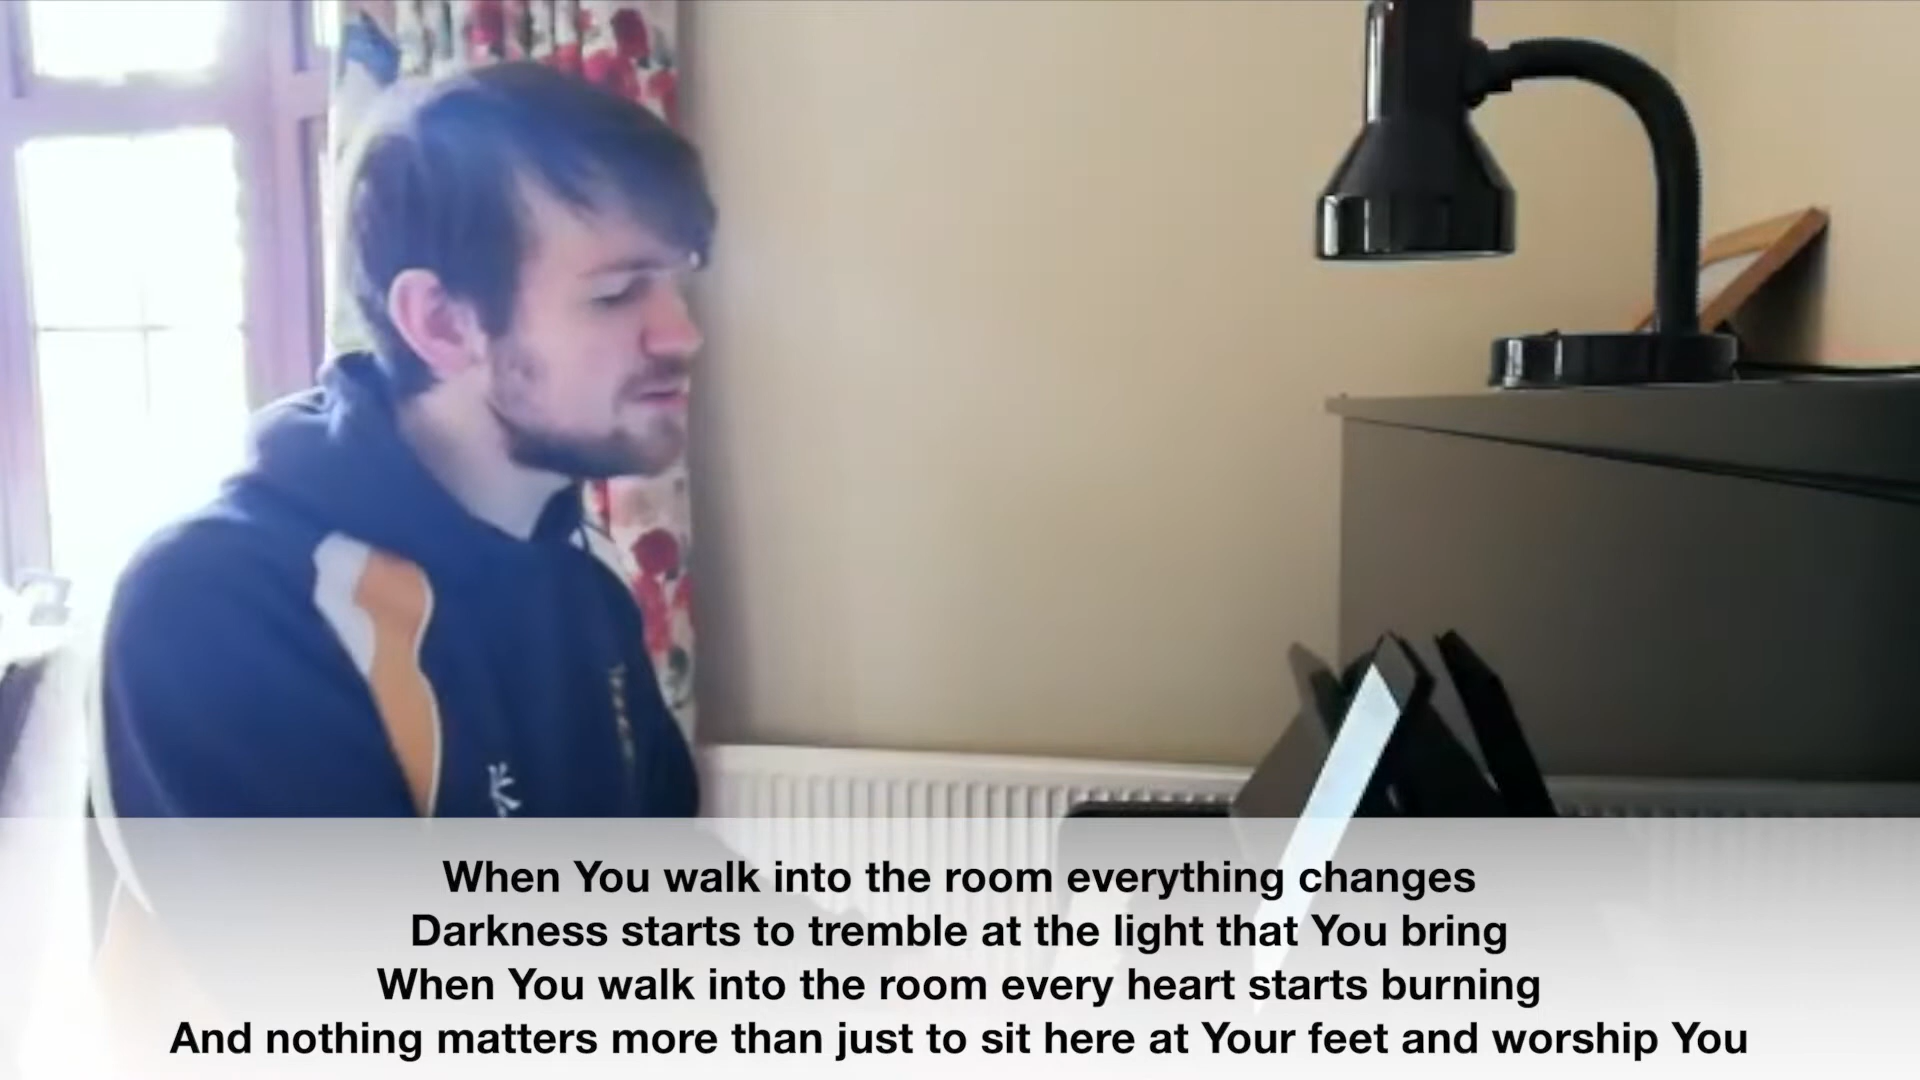 When You walk into the room everything changes
Darkness starts to tremble at the light that You bring
When You walk into the room every heart starts burning
And nothing matters more than just to sit here at Your feet and worship You